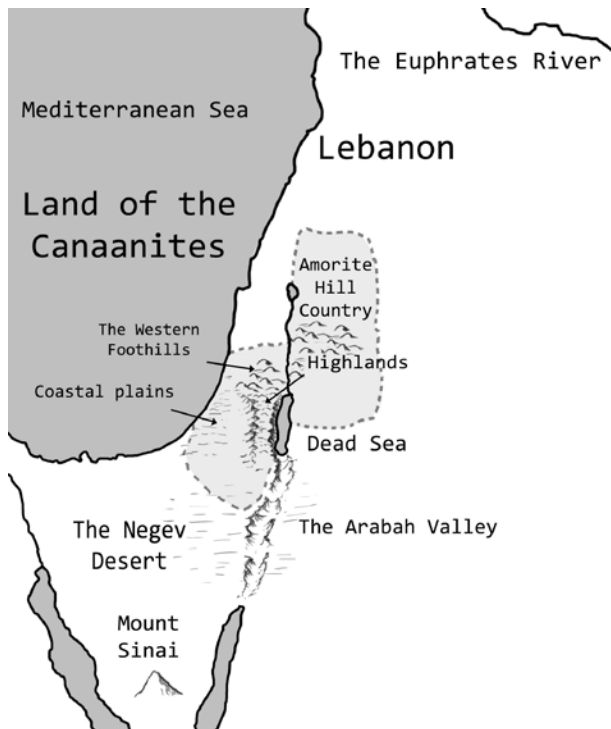 The Euphrates River
Mediterranean Sea
Lebanon
Land of the
Canaanites
Amorite
Hill
Country
The Western
Foothills
Highlands
Coastal plains
Dead Sea
The Negev
Desert
The Arabah Valley
Mount
Sinai